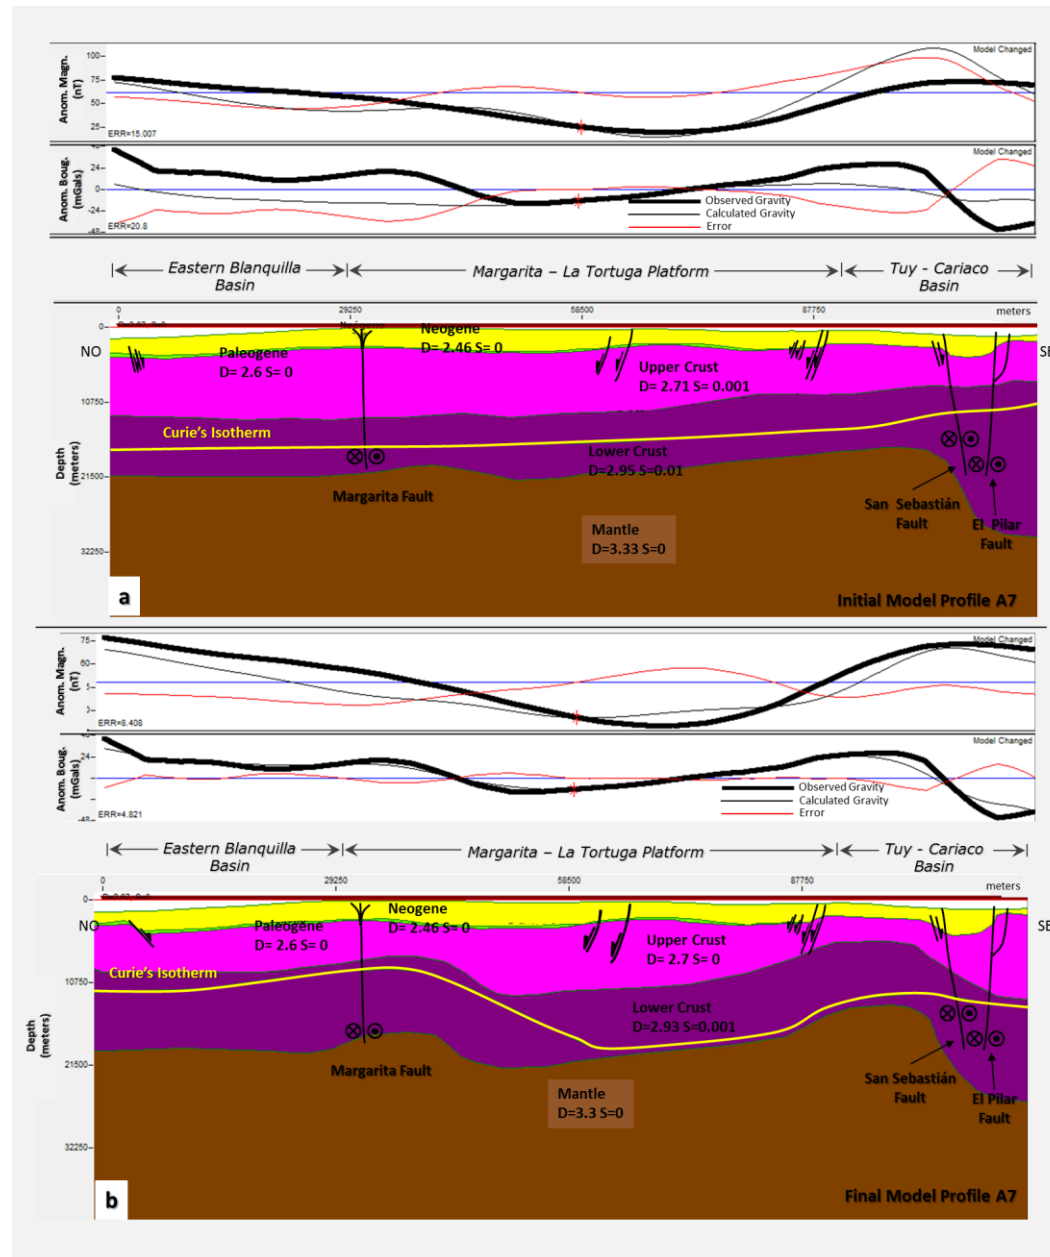 Anom. Magn.
(nT)
100
75
50
25
Model Changed
ERR=15.007
Anom. Boug.
(mGals)
24
0
-24
-48
Model Changed
ERR=20.8
Observed Gravity
Calculated Gravity
Error
Eastern Blanquilla
Basin
Margarita – La Tortuga Platform
Tuy - Cariaco
Basin
0
28250
58500
87750
meters
0
NO
SE
Neogene
D= 2.46 S= 0
Paleogene
D= 2.6 S= 0
Upper Crust
D= 2.71 S= 0.001
10750
Curie's Isotherm
Lower Crust
D=2.95 S=0.01
Depth
(meters)
21500
Margarita Fault
San Sebastián
Fault
El Pilar
Fault
Mantle
D=3.33 S=0
32250
a
Initial Model Profile A7
Anom. Magn.
(nT)
75
60
Model Changed
ERR=8.408
Anom. Boug.
(mGals)
24
-48
Model Changed
ERR=4.821
Observed Gravity
Calculated Gravity
Error
Eastern Blanquilla
Basin
Margarita – La Tortuga Platform
Tuy - Cariaco
Basin
0
29250
58500
87750
meters
0
NO
SE
Neogene
D= 2.46 S= 0
Paleogene
D= 2.6 S= 0
Upper Crust
D= 2.7 S= 0
Curie's Isotherm
10750
Lower Crust
D=2.93 S=0.001
Depth
(meters)
21500
Margarita Fault
San Sebastián
Fault
El Pilar
Fault
Mantle
D=3.3 S=0
32250
b
Final Model Profile A7